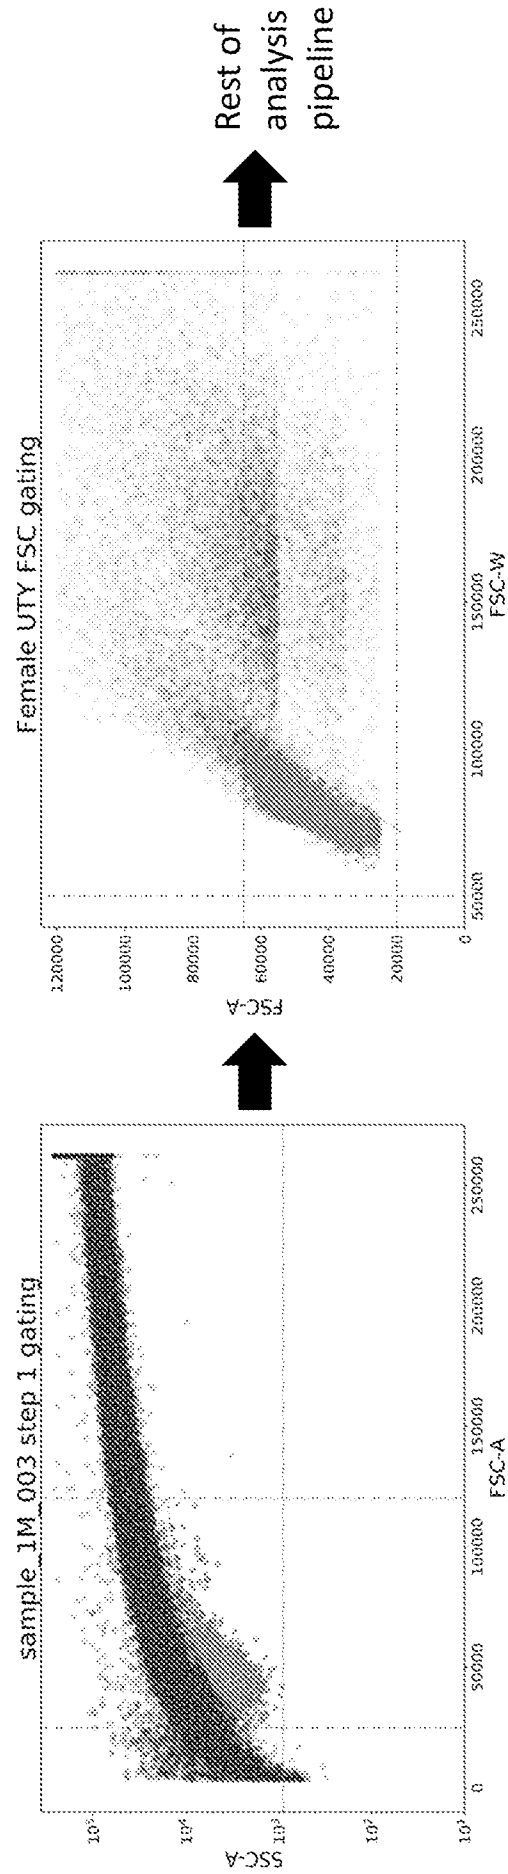 sample_1M_003 step 1 gating
SSC-A
10⁵
10⁴
10³
10²
10¹
0 50000 100000 150000 200000 250000
FSC-A
Female UTY FSC gating
FSC-A
120000
100000
80000
60000
40000
20000
0
50000 100000 150000 200000 250000
FSC-W
Rest of
analysis
pipeline